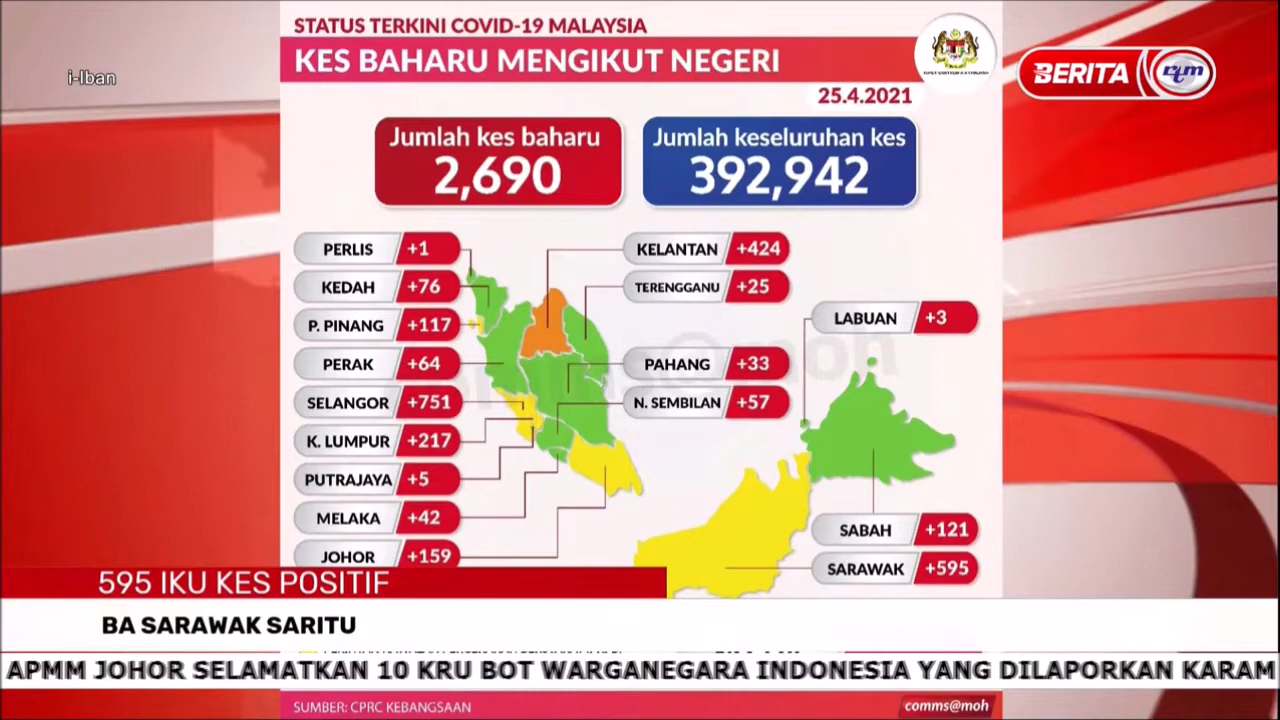 STATUS TERKINI COVID-19 MALAYSIA
KES BAHARU MENGIKUT NEGERI
i-Iban
BERITA rtm
25.4.2021
Jumlah kes baharu
2,690
Jumlah keseluruhan kes
392,942
PERLIS +1
KEDAH +76
P. PINANG +117
PERAK +64
SELANGOR +751
K. LUMPUR +217
PUTRAJAYA +5
MELAKA +42
JOHOR +159
KELANTAN +424
TERENGGANU +25
PAHANG +33
N. SEMBILAN +57
LABUAN +3
SABAH +121
SARAWAK +595
595 IKU KES POSITIF
BA SARAWAK SARITU
APMM JOHOR SELAMATKAN 10 KRU BOT WARGANEGARA INDONESIA YANG DILAPORKAN KARAM
SUMBER: CPRC KEBANGSAAN
comms@moh